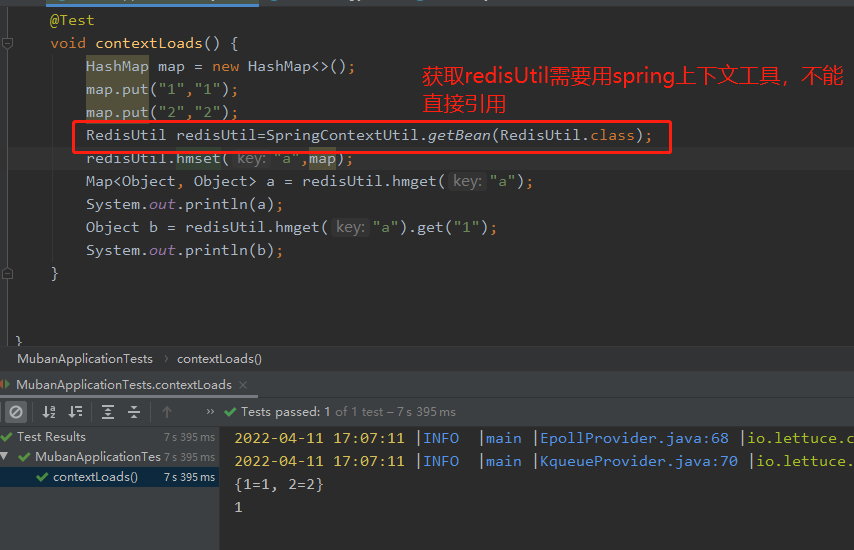 @Test
void contextLoads() {
HashMap map = new HashMap<>();
map.put("1","1");
map.put("2","2");
获取redisUtil需要用spring上下文工具，不能
直接引用
RedisUtil redisUtil=SpringContextUtil.getBean(RedisUtil.class);
redisUtil.hmset( key: "a",map);
Map<Object, Object> a = redisUtil.hmget( key: "a");
System.out.println(a);
Object b = redisUtil.hmget( key: "a").get("1");
System.out.println(b);
}
}
MubanApplicationTests > contextLoads()
MubanApplicationTests.contextLoads ×
>> Tests passed: 1 of 1 test – 7 s 395 ms
Test Results 7 s 395 ms
MubanApplicationTes 7 s 395 ms
contextLoads() 7 s 395 ms
2022-04-11 17:07:11 |INFO |main |EpollProvider.java:68 |io.lettuce.c
2022-04-11 17:07:11 |INFO |main |KqueueProvider.java:70 |io.lettuce.
{1=1, 2=2}
1